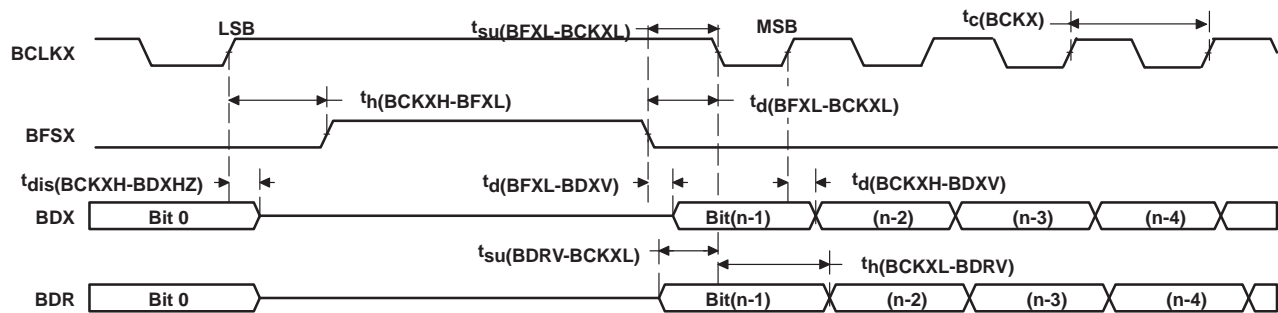 LSB
tsu(BFXL-BCKXL)
MSB
tc(BCKX)
BCLKX
th(BCKXH-BFXL)
td(BFXL-BCKXL)
BFSX
tdis(BCKXH-BDXHZ)
td(BFXL-BDXV)
td(BCKXH-BDXV)
BDX
Bit 0
Bit(n-1)
(n-2)
(n-3)
(n-4)
tsu(BDRV-BCKXL)
th(BCKXL-BDRV)
BDR
Bit 0
Bit(n-1)
(n-2)
(n-3)
(n-4)